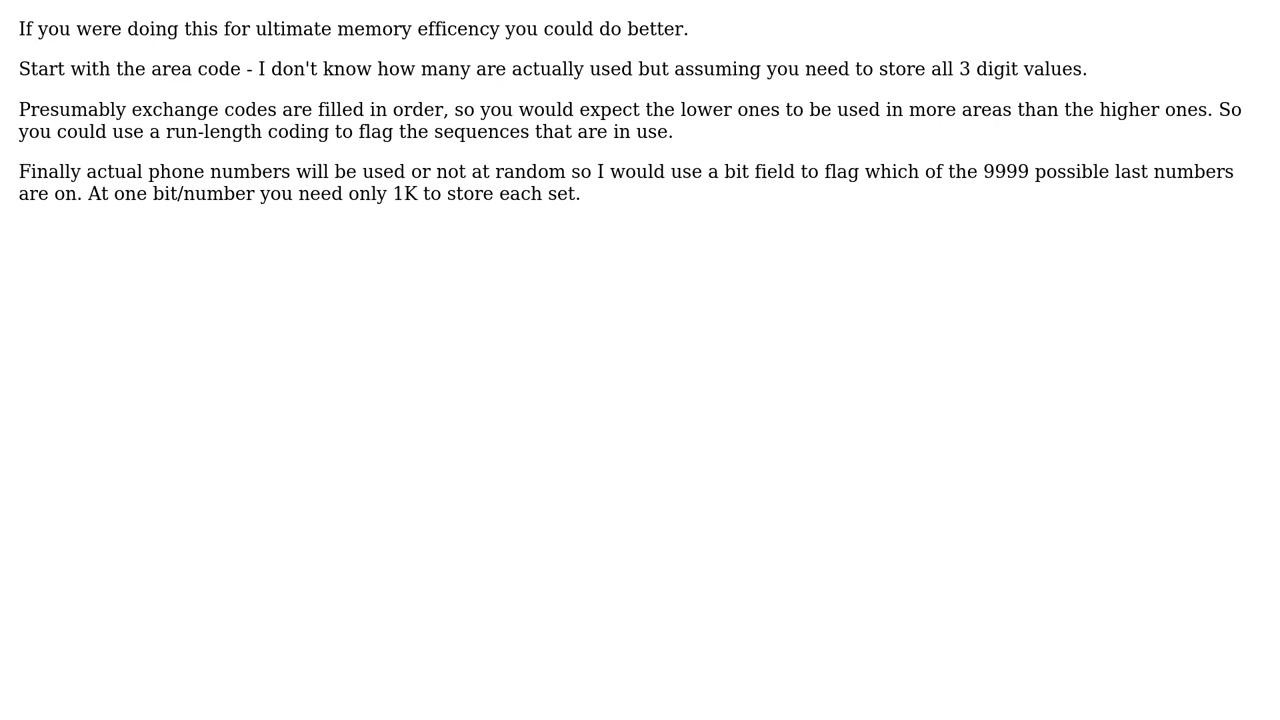 If you were doing this for ultimate memory efficency you could do better.
Start with the area code - I don't know how many are actually used but assuming you need to store all 3 digit values.
Presumably exchange codes are filled in order, so you would expect the lower ones to be used in more areas than the higher ones. So
you could use a run-length coding to flag the sequences that are in use.
Finally actual phone numbers will be used or not at random so I would use a bit field to flag which of the 9999 possible last numbers
are on. At one bit/number you need only 1K to store each set.